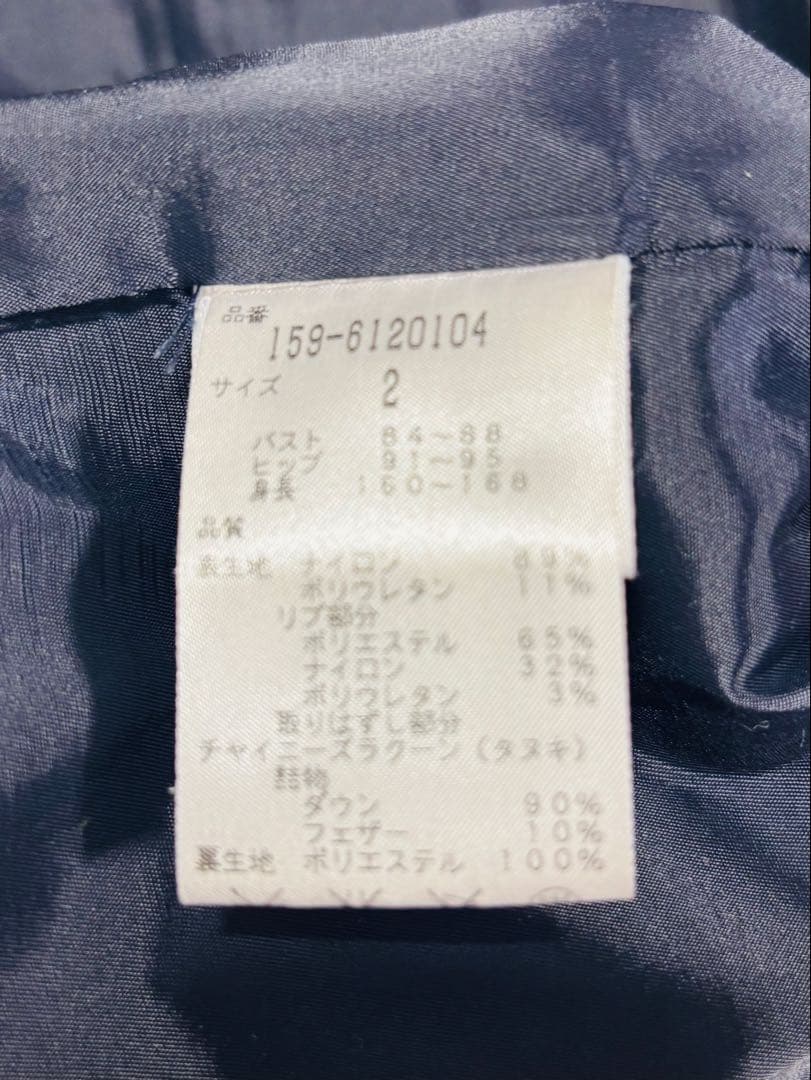 品番
159-6120104
サイズ 2
バスト 84～88
ヒップ 91～95
身長 160～168
品質
表生地 ナイロン 89%
ポリウレタン 11%
リブ部分
ポリエステル 65%
ナイロン 32%
ポリウレタン 3%
取りはずし部分
チャイニーズラクーン(タヌキ)
詰物
ダウン 90%
フェザー 10%
裏生地 ポリエステル 100%